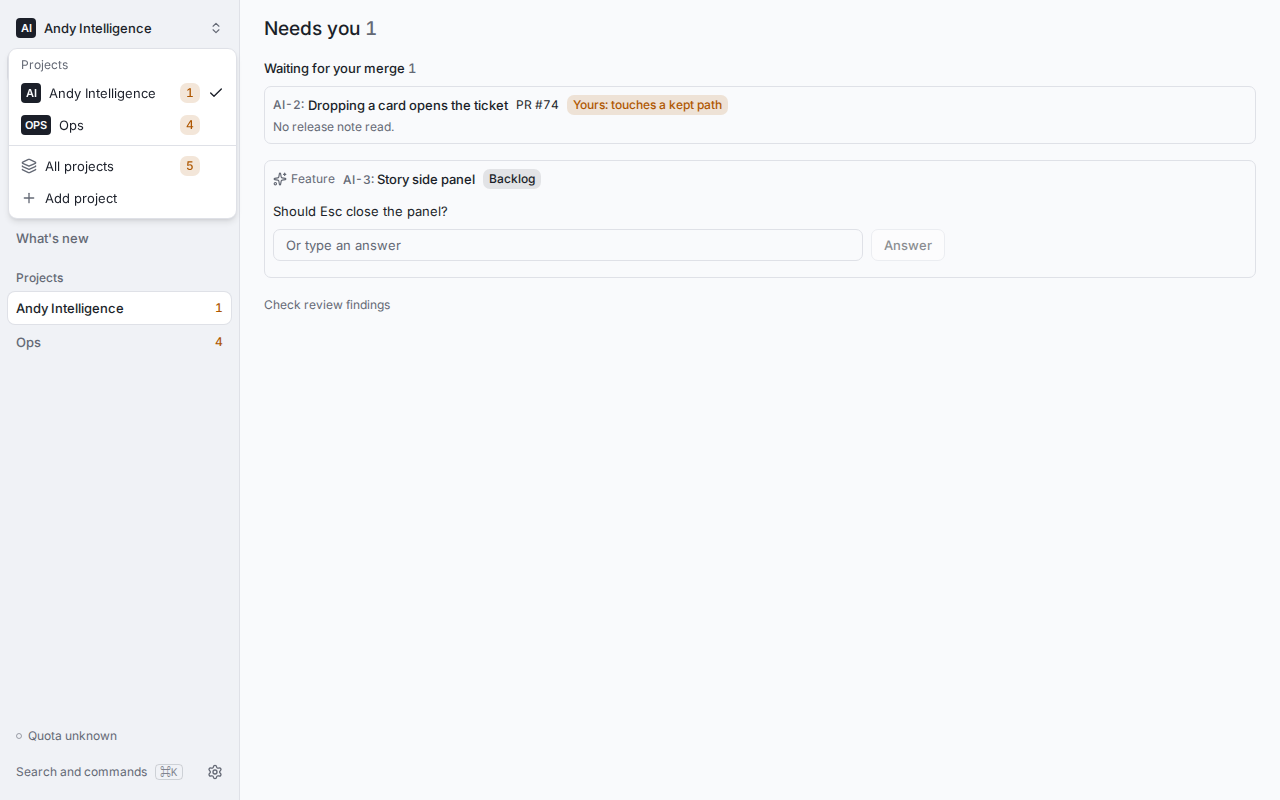 AI Andy Intelligence
Projects
AI Andy Intelligence 1
OPS Ops 4
All projects 5
Add project
What's new
Projects
Andy Intelligence 1
Ops 4
Quota unknown
Search and commands ⌘K
Needs you 1
Waiting for your merge 1
AI-2: Dropping a card opens the ticket PR #74 Yours: touches a kept path
No release note read.
Feature AI-3: Story side panel Backlog
Should Esc close the panel?
Or type an answer Answer
Check review findings